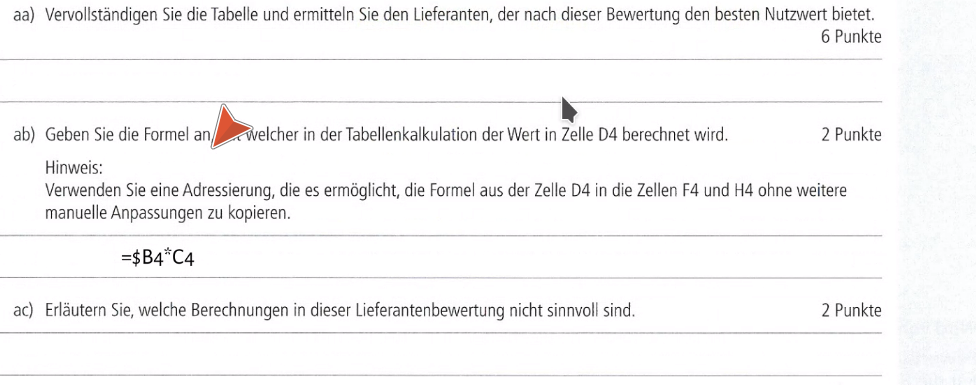 aa) Vervollständigen Sie die Tabelle und ermitteln Sie den Lieferanten, der nach dieser Bewertung den besten Nutzwert bietet.
6 Punkte
ab) Geben Sie die Formel an welcher in der Tabellenkalkulation der Wert in Zelle D4 berechnet wird. 2 Punkte
Hinweis:
Verwenden Sie eine Adressierung, die es ermöglicht, die Formel aus der Zelle D4 in die Zellen F4 und H4 ohne weitere
manuelle Anpassungen zu kopieren.
=$B4*C4
ac) Erläutern Sie, welche Berechnungen in dieser Lieferantenbewertung nicht sinnvoll sind. 2 Punkte